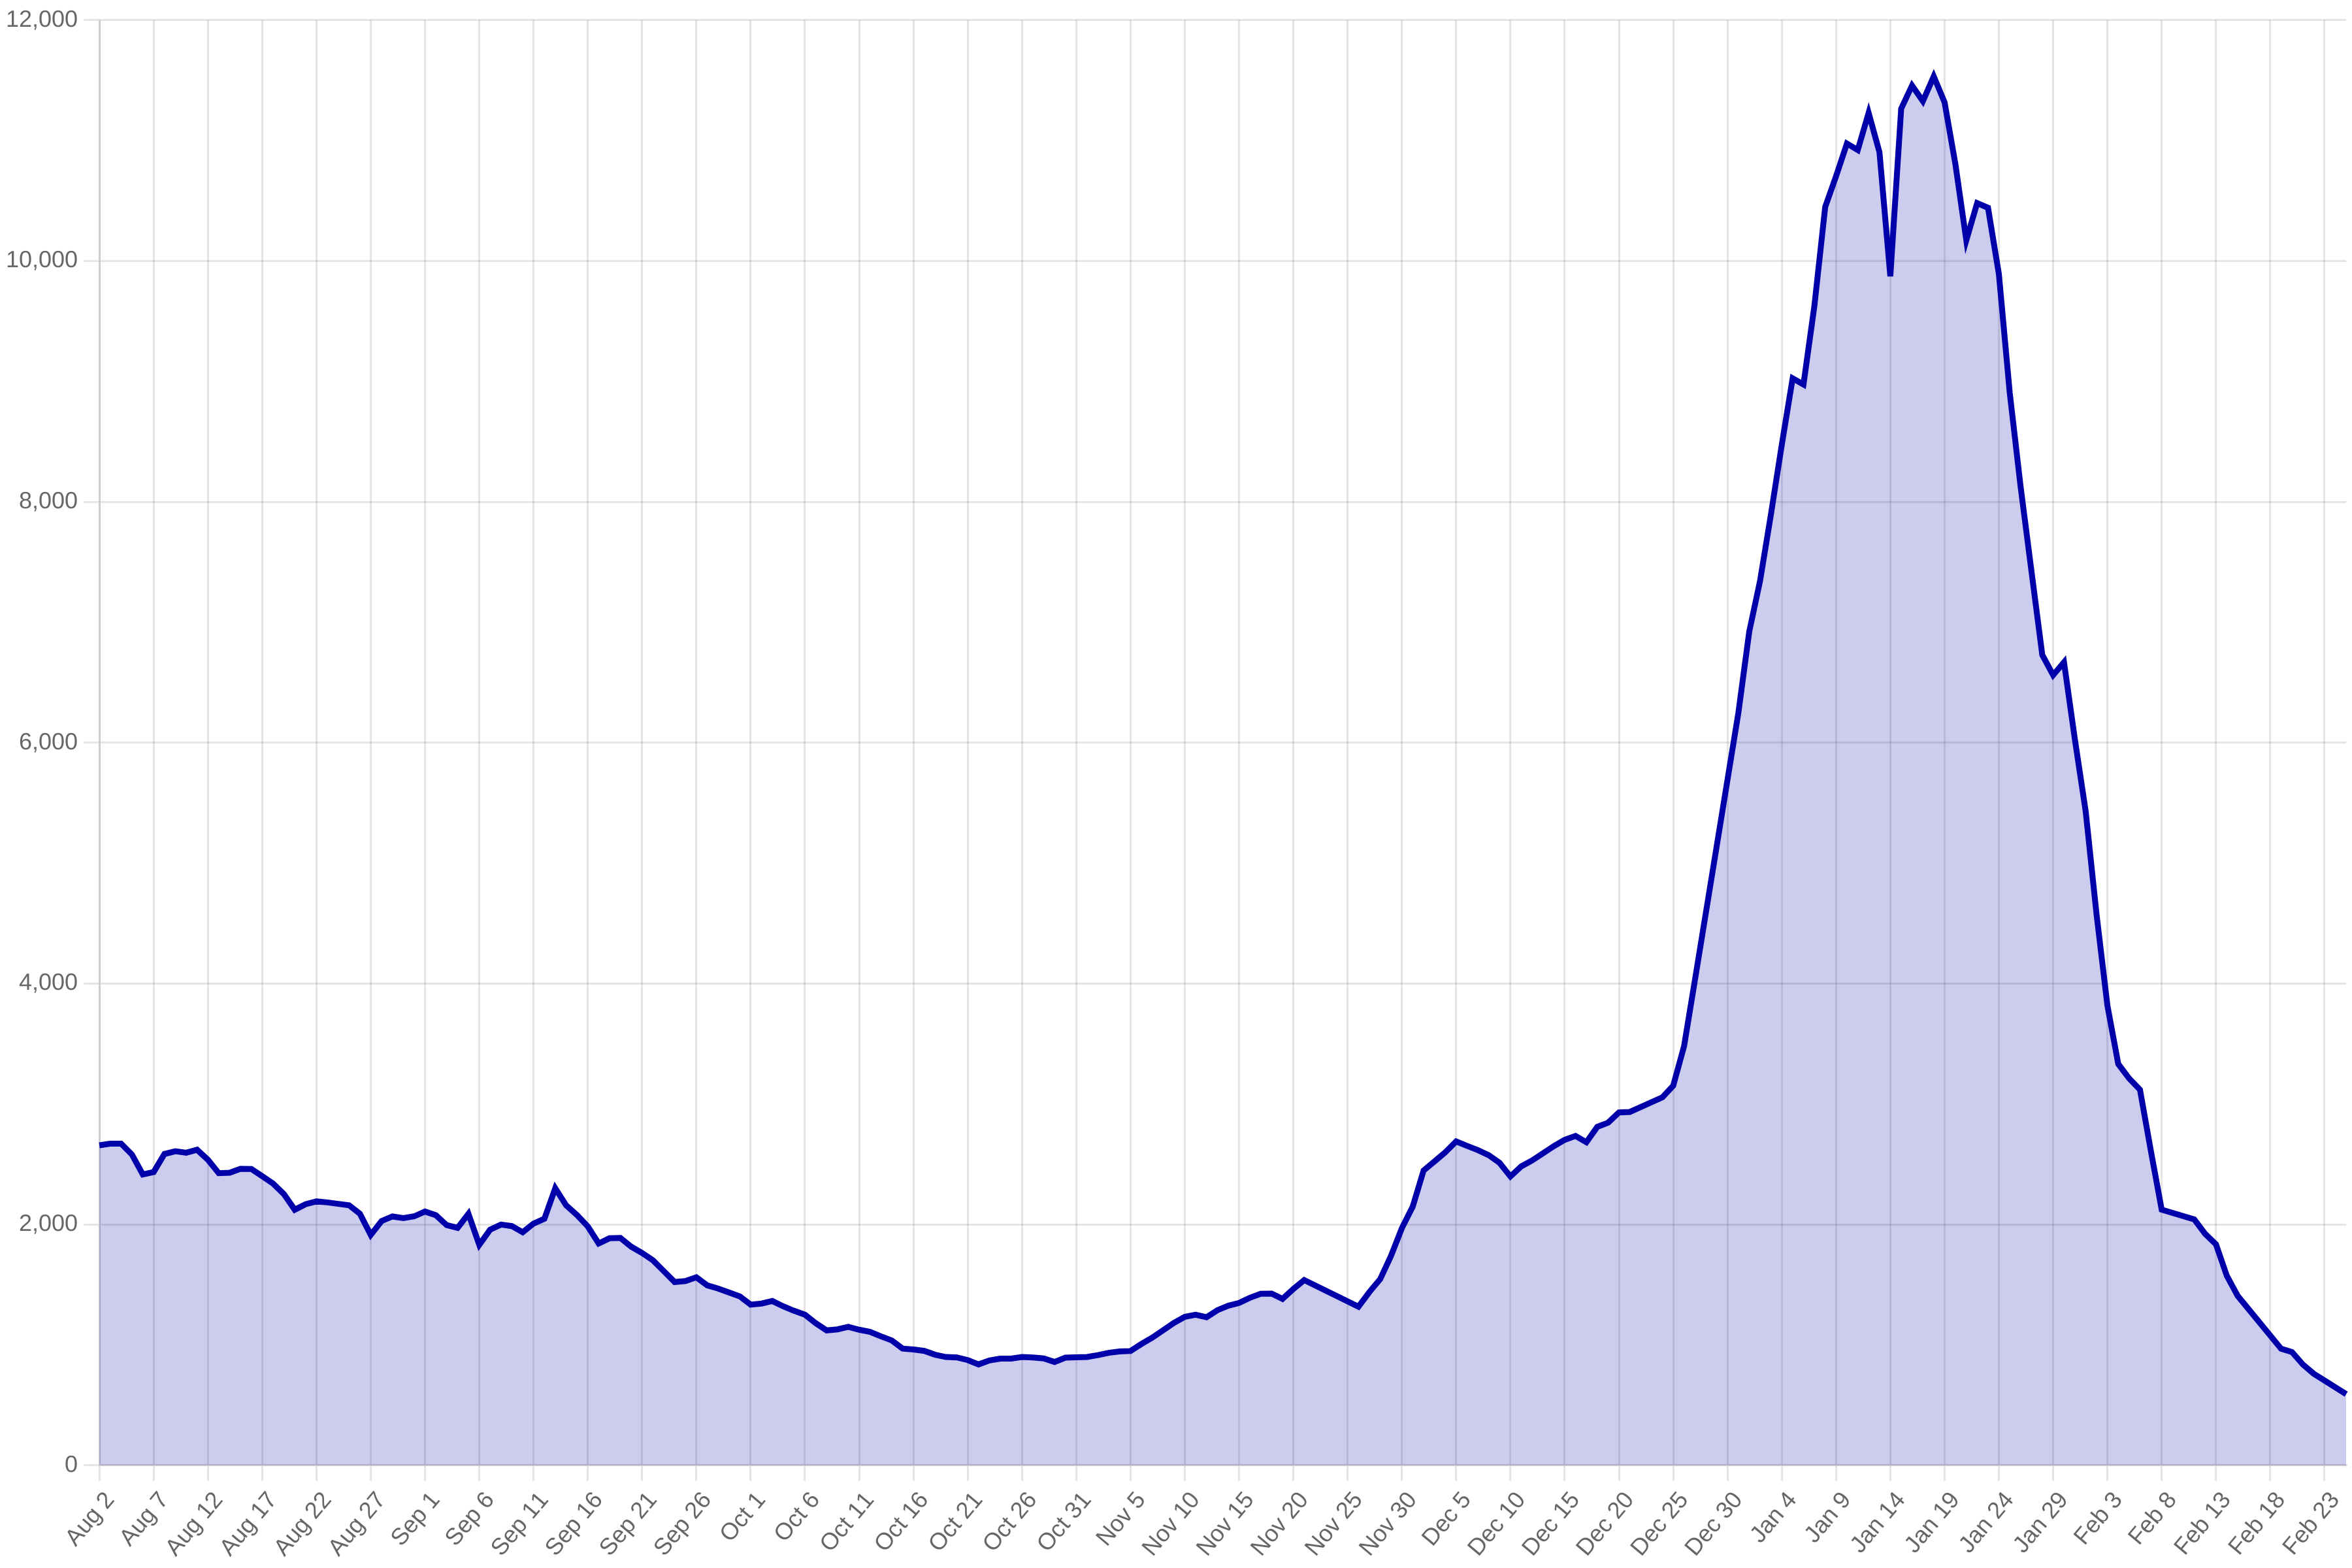 12,000
10,000
8,000
6,000
4,000
2,000
0
Aug 2
Aug 7
Aug 12
Aug 17
Aug 22
Aug 27
Sep 1
Sep 6
Sep 11
Sep 16
Sep 21
Sep 26
Oct 1
Oct 6
Oct 11
Oct 16
Oct 21
Oct 26
Oct 31
Nov 5
Nov 10
Nov 15
Nov 20
Nov 25
Nov 30
Dec 5
Dec 10
Dec 15
Dec 20
Dec 25
Dec 30
Jan 4
Jan 9
Jan 14
Jan 19
Jan 24
Jan 29
Feb 3
Feb 8
Feb 13
Feb 18
Feb 23